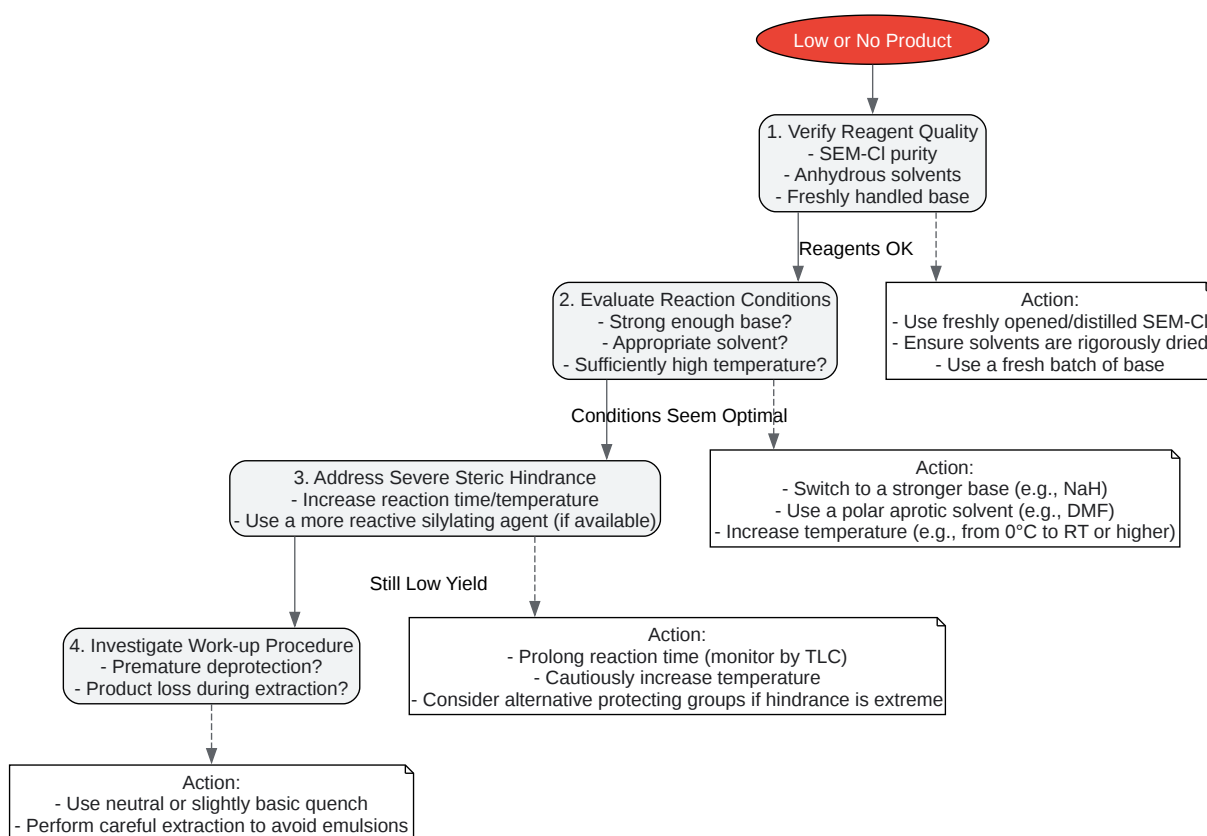 Low or No Product
1. Verify Reagent Quality
- SEM-Cl purity
- Anhydrous solvents
- Freshly handled base
Reagents OK
2. Evaluate Reaction Conditions
- Strong enough base?
- Appropriate solvent?
- Sufficiently high temperature?
Action:
- Use freshly opened/distilled SEM-Cl
- Ensure solvents are rigorously dried
- Use a fresh batch of base
Conditions Seem Optimal
3. Address Severe Steric Hindrance
- Increase reaction time/temperature
- Use a more reactive silylating agent (if available)
Action:
- Switch to a stronger base (e.g., NaH)
- Use a polar aprotic solvent (e.g., DMF)
- Increase temperature (e.g., from 0°C to RT or higher)
Still Low Yield
4. Investigate Work-up Procedure
- Premature deprotection?
- Product loss during extraction?
Action:
- Prolong reaction time (monitor by TLC)
- Cautiously increase temperature
- Consider alternative protecting groups if hindrance is extreme
Action:
- Use neutral or slightly basic quench
- Perform careful extraction to avoid emulsions